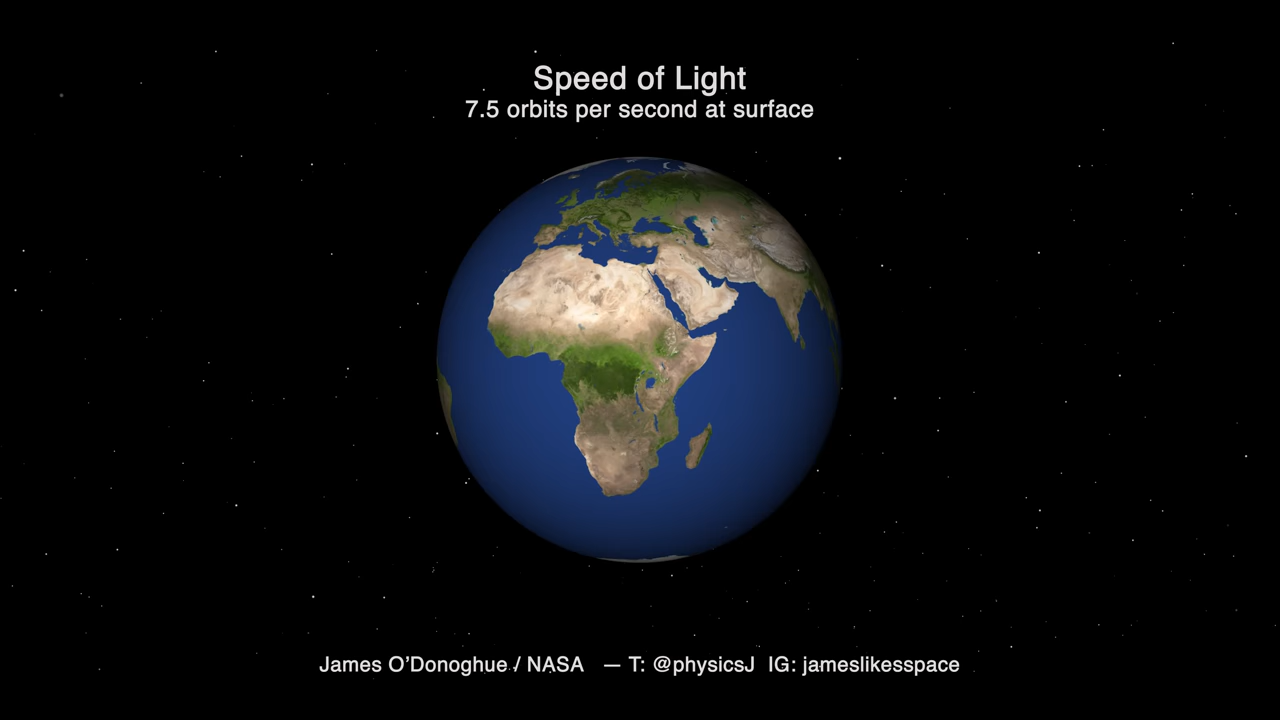 Speed of Light
7.5 orbits per second at surface
James O’Donoghue / NASA — T: @physicsJ IG: jameslikesspace